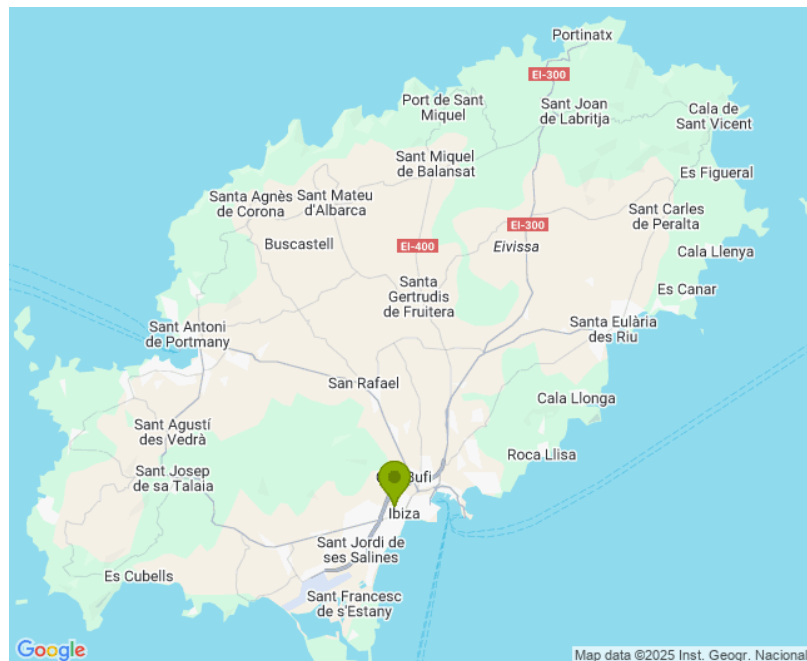 Portinatx
EI-300
Port de Sant
Miquel
Sant Joan
de Labritja
Cala de
Sant Vicent
Sant Miquel
de Balansat
Es Figueral
Santa Agnès
de Corona
Sant Mateu
d'Albarca
Sant Carles
de Peralta
EI-300
Buscastell
EI-400
Eivissa
Cala Llenya
Santa
Gertrudis
de Fruitera
Es Canar
Sant Antoni
de Portmany
Santa Eulària
des Riu
San Rafael
Cala Llonga
Sant Agustí
des Vedrà
Roca Llisa
Sant Josep
de sa Talaia
Bufi
Ibiza
Sant Jordi de
ses Salines
Es Cubells
Sant Francesc
de s'Estany
Google
Map data ©2025 Inst. Geogr. Nacional